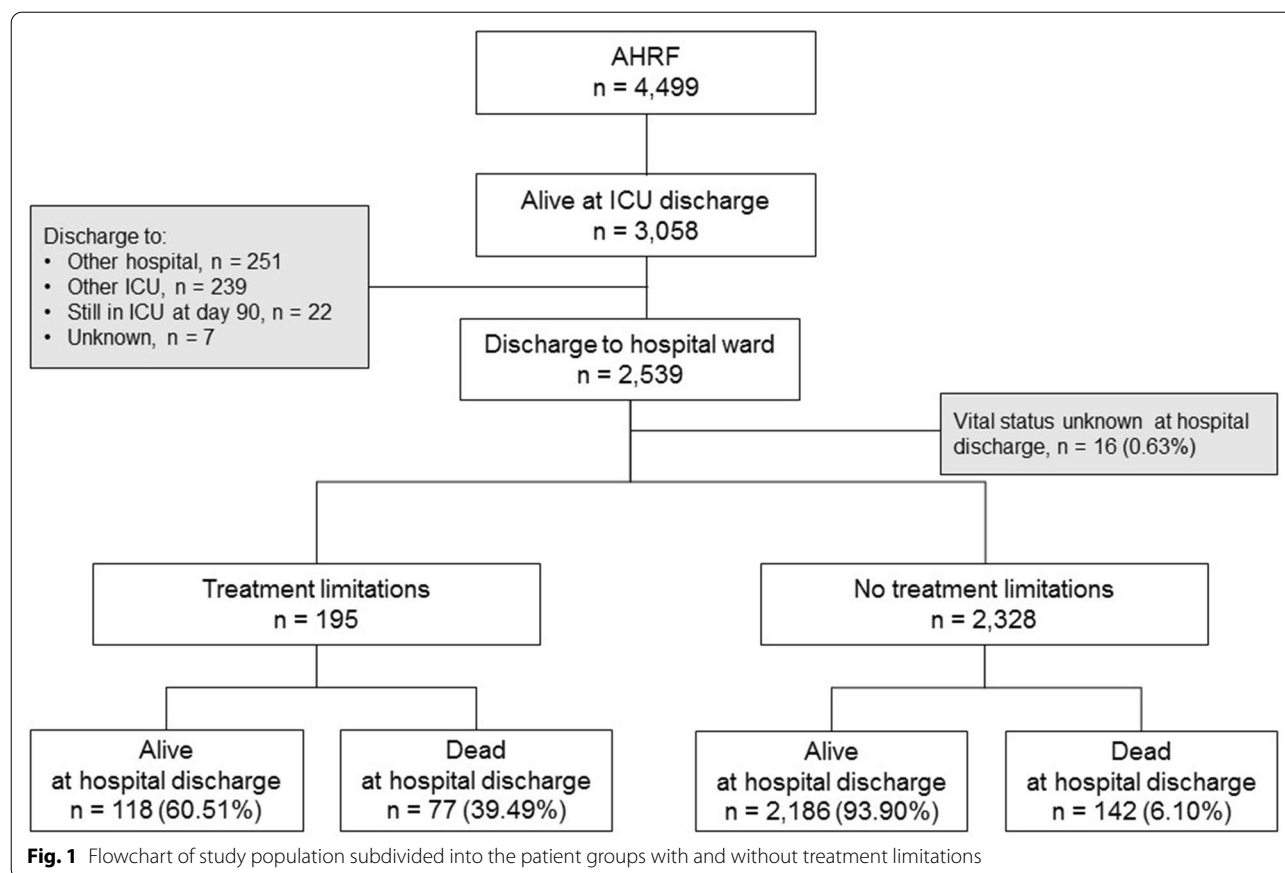 AHRF
n = 4,499
Alive at ICU discharge
n = 3,058
Discharge to:
• Other hospital, n = 251
• Other ICU, n = 239
• Still in ICU at day 90, n = 22
• Unknown, n = 7
Discharge to hospital ward
n = 2,539
Vital status unknown at hospital
discharge, n = 16 (0.63%)
Treatment limitations
n = 195
No treatment limitations
n = 2,328
Alive
at hospital discharge
n = 118 (60.51%)
Dead
at hospital discharge
n = 77 (39.49%)
Alive
at hospital discharge
n = 2,186 (93.90%)
Dead
at hospital discharge
n = 142 (6.10%)
Fig. 1 Flowchart of study population subdivided into the patient groups with and without treatment limitations